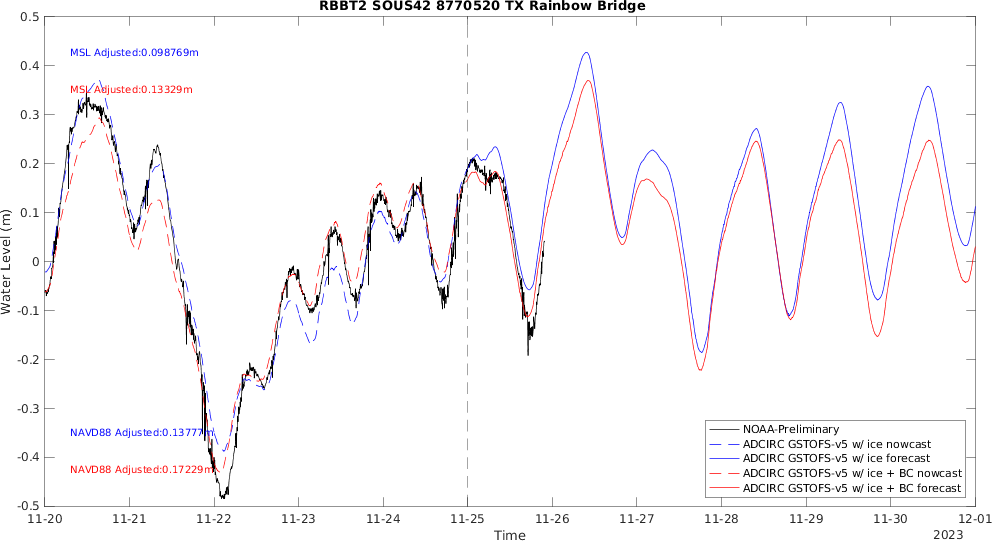 RBBT2 SOUS42 8770520 TX Rainbow Bridge
0.5
0.4
0.3
0.2
0.1
0
-0.1
-0.2
-0.3
-0.4
-0.5
Water Level (m)
MSL Adjusted:0.098769m
MSL Adjusted:0.13329m
NAVD88 Adjusted:0.13777m
NAVD88 Adjusted:0.17229m
NOAA-Preliminary
ADCIRC GSTOFS-v5 w/ ice nowcast
ADCIRC GSTOFS-v5 w/ ice forecast
ADCIRC GSTOFS-v5 w/ ice + BC nowcast
ADCIRC GSTOFS-v5 w/ ice + BC forecast
11-20 11-21 11-22 11-23 11-24 11-25 11-26 11-27 11-28 11-29 11-30 12-01
Time
2023